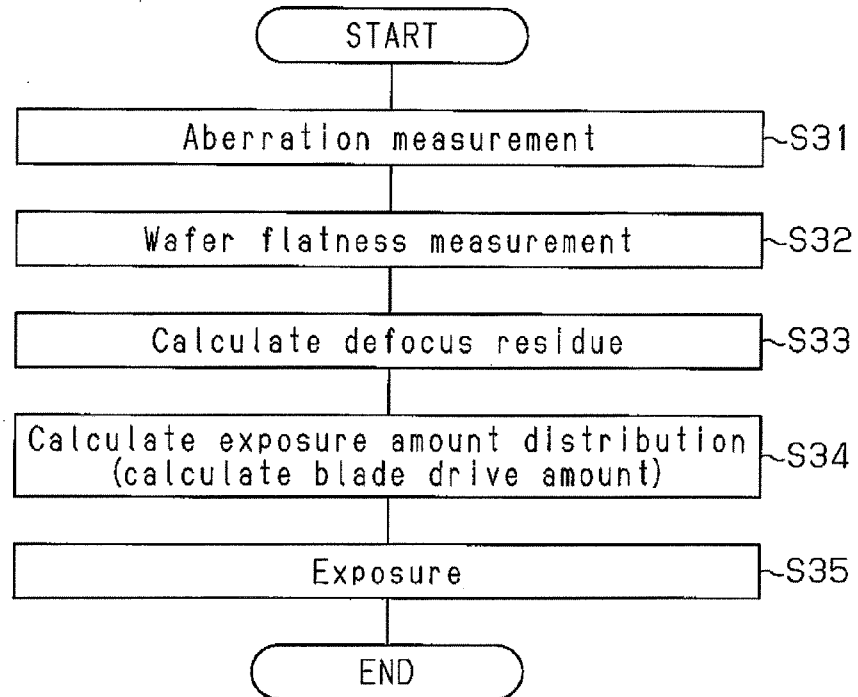 START
Aberration measurement ~S31
Wafer flatness measurement ~S32
Calculate defocus residue ~S33
Calculate exposure amount distribution
(calculate blade drive amount) ~S34
Exposure ~S35
END